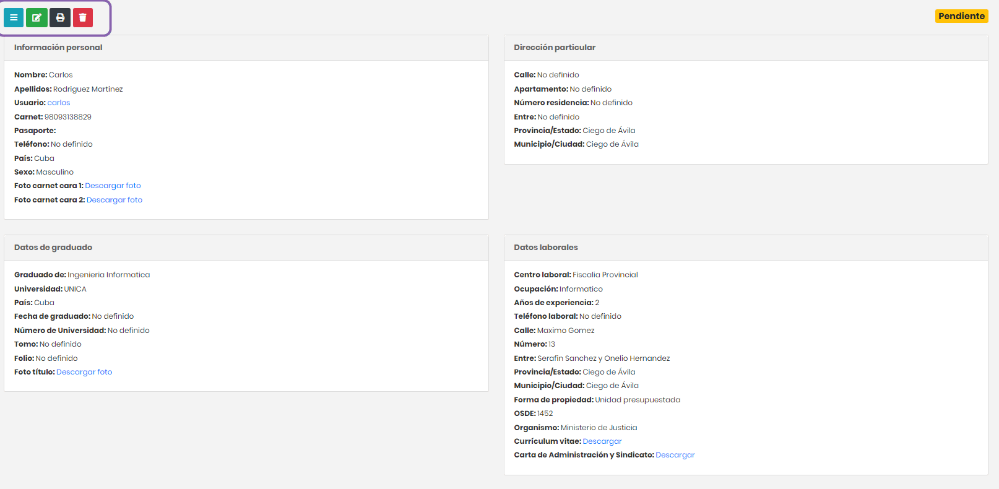 Pendiente
Información personal
Nombre: Carlos
Apellidos: Rodriguez Martinez
Usuario: carlos
Carnet: 98093138829
Pasaporte:
Teléfono: No definido
País: Cuba
Sexo: Masculino
Foto carnet cara 1: Descargar foto
Foto carnet cara 2: Descargar foto
Dirección particular
Calle: No definido
Apartamento: No definido
Número residencia: No definido
Entre: No definido
Provincia/Estado: Ciego de Ávila
Municipio/Ciudad: Ciego de Ávila
Datos de graduado
Graduado de: Ingenieria Informatica
Universidad: UNICA
País: Cuba
Fecha de graduado: No definido
Número de Universidad: No definido
Tomo: No definido
Folio: No definido
Foto título: Descargar foto
Datos laborales
Centro laboral: Fiscalia Provincial
Ocupación: Informatico
Años de experiencia: 2
Teléfono laboral: No definido
Calle: Maximo Gomez
Número: 13
Entre: Serafin Sanchez y Onelio Hernandez
Provincia/Estado: Ciego de Ávila
Municipio/Ciudad: Ciego de Ávila
Forma de propiedad: Unidad presupuestada
OSDE: 1452
Organismo: Ministerio de Justicia
Currículum vitae: Descargar
Carta de Administración y Sindicato: Descargar